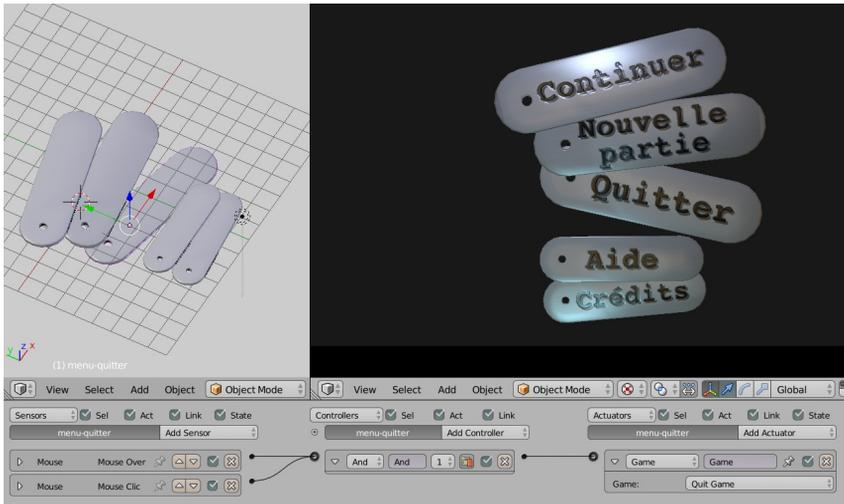 Continuer
Nouvelle
partie
Quitter
Aide
Crédits
z x
y
(1) menu-quitter
View Select Add Object Object Mode
View Select Add Object Object Mode Global
Sensors Sel Act Link State
menu-quitter Add Sensor
Mouse Mouse Over
Mouse Mouse Clic
Controllers Sel Act Link
menu-quitter Add Controller
And And 1
Actuators Sel Act Link State
menu-quitter Add Actuator
Game Game
Game: Quit Game